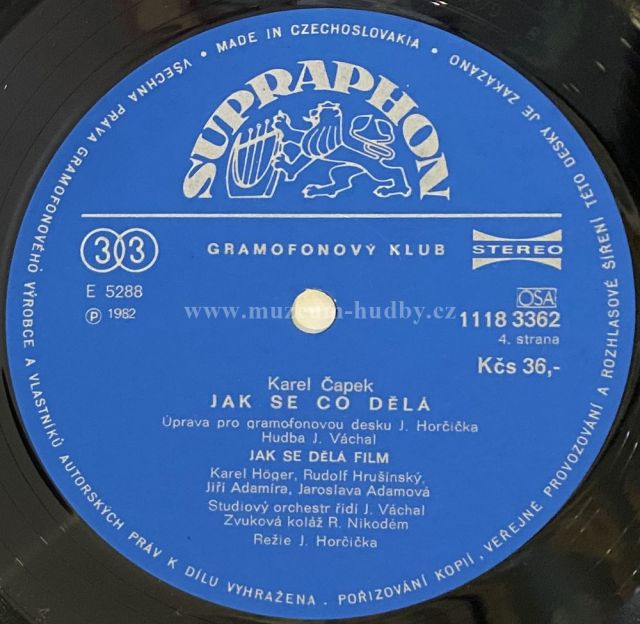 MADE IN CZECHOSLOVAKIA • VŠECHNA PRÁVA GRAMOFONOVÉHO VÝROBCE A VLASTNÍKŮ AUTORSKÝCH PRÁV K DÍLU VYHRAŽENA. POŘIZOVÁNÍ KOPIÍ, VEŘEJNÉ PROVOZOVÁNÍ A ROZHLASOVÉ ŠÍŘENÍ TÉTO DESKY JE ZAKÁZÁNO •
SUPRAPHON
33 GRAMOFONOVÝ KLUB STEREO
E 5288 OSA
Ⓟ 1982 www.muzeum-hudby.cz 1118 3362
4. strana
Kčs 36,-
Karel Čapek
JAK SE CO DĚLÁ
Úprava pro gramofonovou desku J. Horčička
Hudba J. Váchal
JAK SE DĚLÁ FILM
Karel Höger, Rudolf Hrušínský,
Jiří Adamíra, Jaroslava Adamová
Studiový orchestr řídí J. Váchal
Zvuková koláž R. Nikodém
Režie J. Horčička